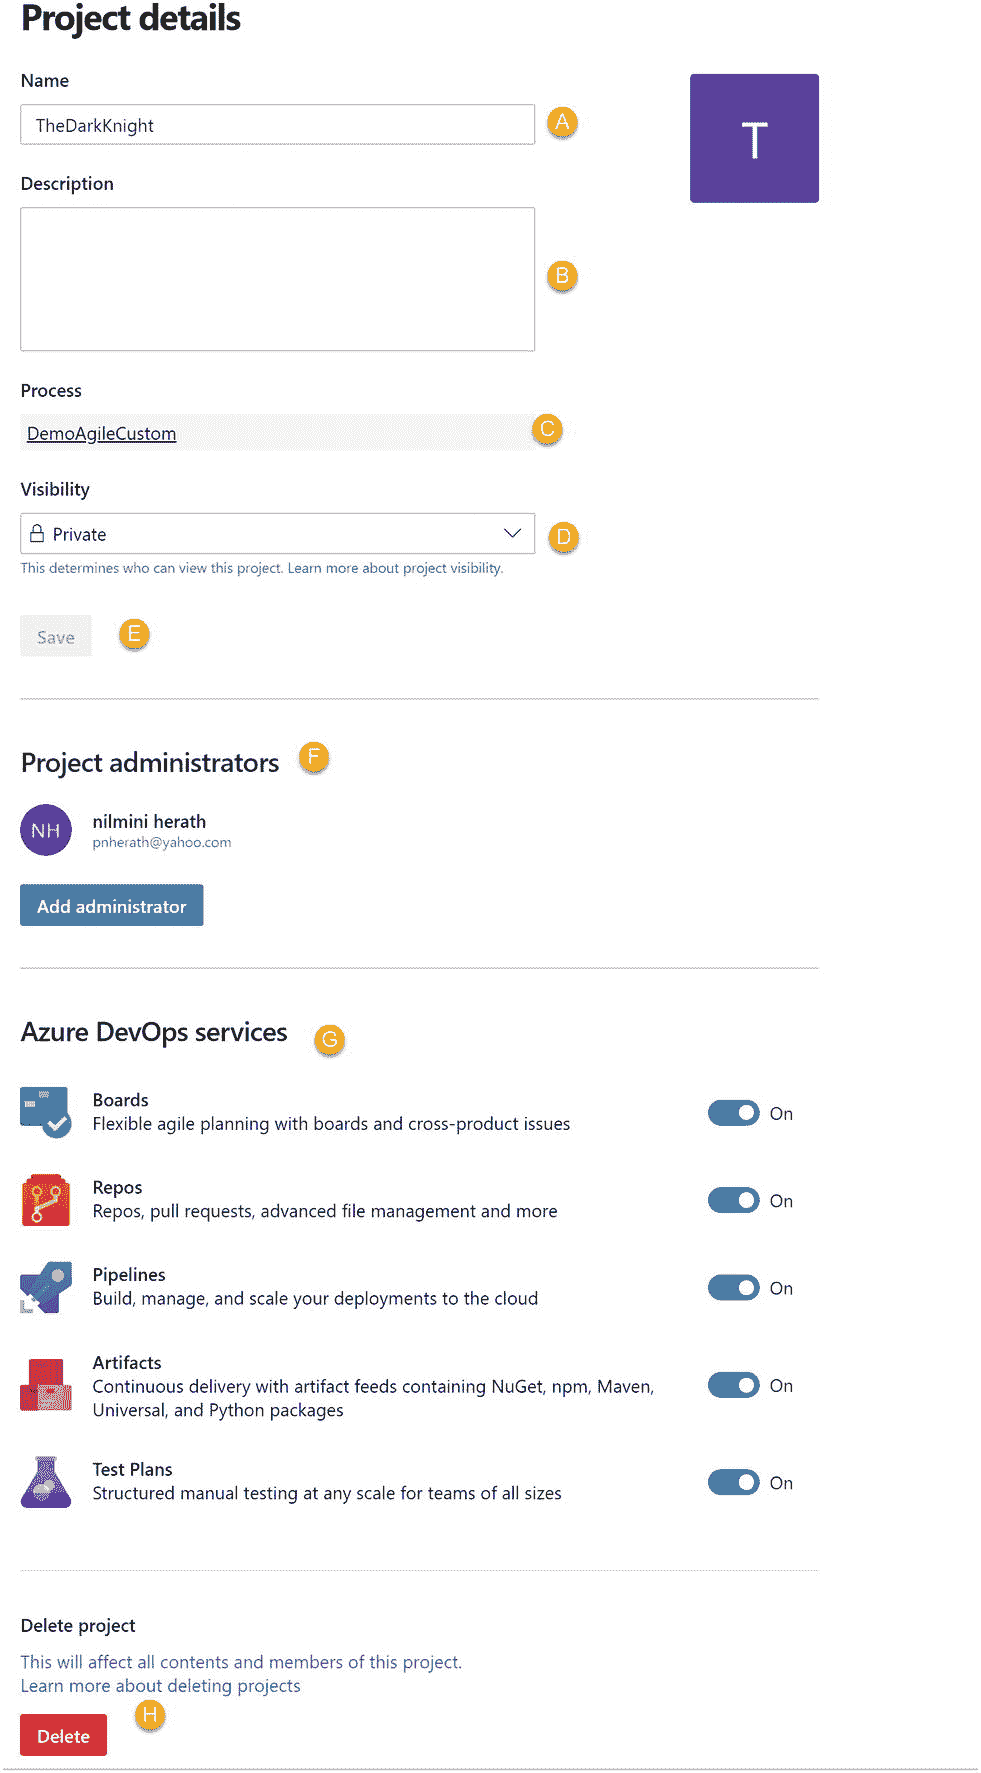 Project details
Name
T
TheDarkKnight
A
Description
B
Process
DemoAgileCustom
C
Visibility
Private
D
This determines who can view this project. Learn more about project visibility.
Save
E
Project administrators
F
NH
nilmini herath
pnherath@yahoo.com
Add administrator
Azure DevOps services
G
Boards
Flexible agile planning with boards and cross-product issues
On
Repos
Repos, pull requests, advanced file management and more
On
Pipelines
Build, manage, and scale your deployments to the cloud
On
Artifacts
Continuous delivery with artifact feeds containing NuGet, npm, Maven,
Universal, and Python packages
On
Test Plans
Structured manual testing at any scale for teams of all sizes
On
Delete project
This will affect all contents and members of this project.
Learn more about deleting projects
H
Delete